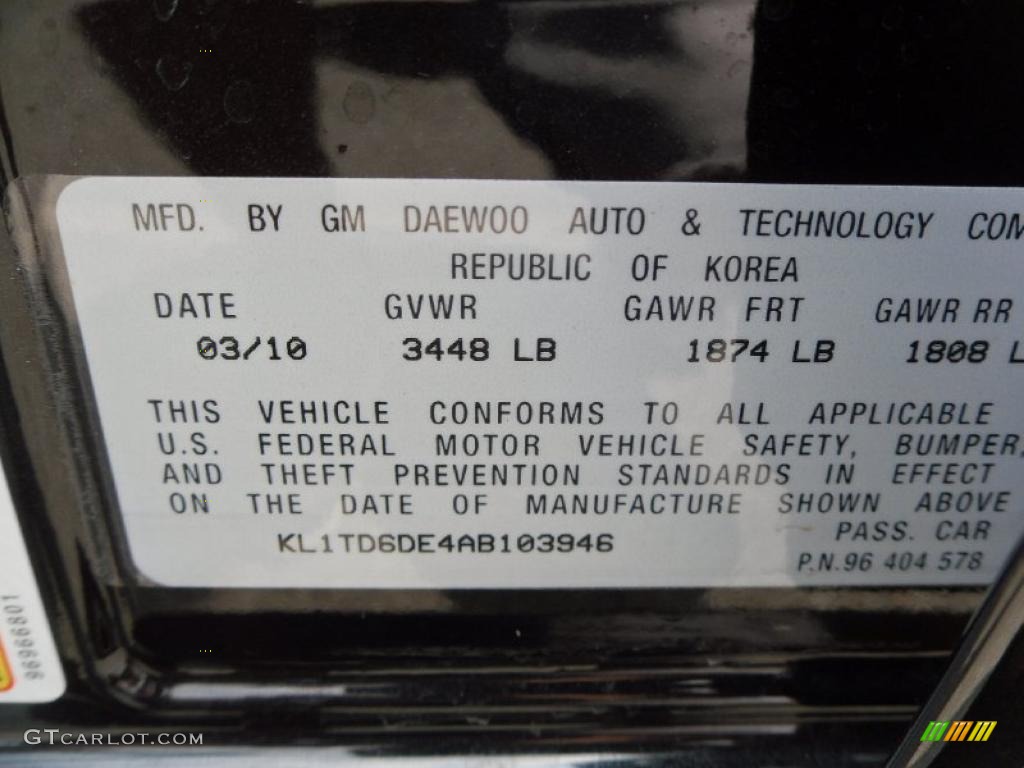 MFD. BY GM DAEWOO AUTO & TECHNOLOGY COM
REPUBLIC OF KOREA
DATE GVWR GAWR FRT GAWR RR
03/10 3448 LB 1874 LB 1808 L
THIS VEHICLE CONFORMS TO ALL APPLICABLE
U.S. FEDERAL MOTOR VEHICLE SAFETY, BUMPER,
AND THEFT PREVENTION STANDARDS IN EFFECT
ON THE DATE OF MANUFACTURE SHOWN ABOVE
KL1TD6DE4AB103946 PASS. CAR
P.N.96 404 578
96966801
GTCARLOT.COM